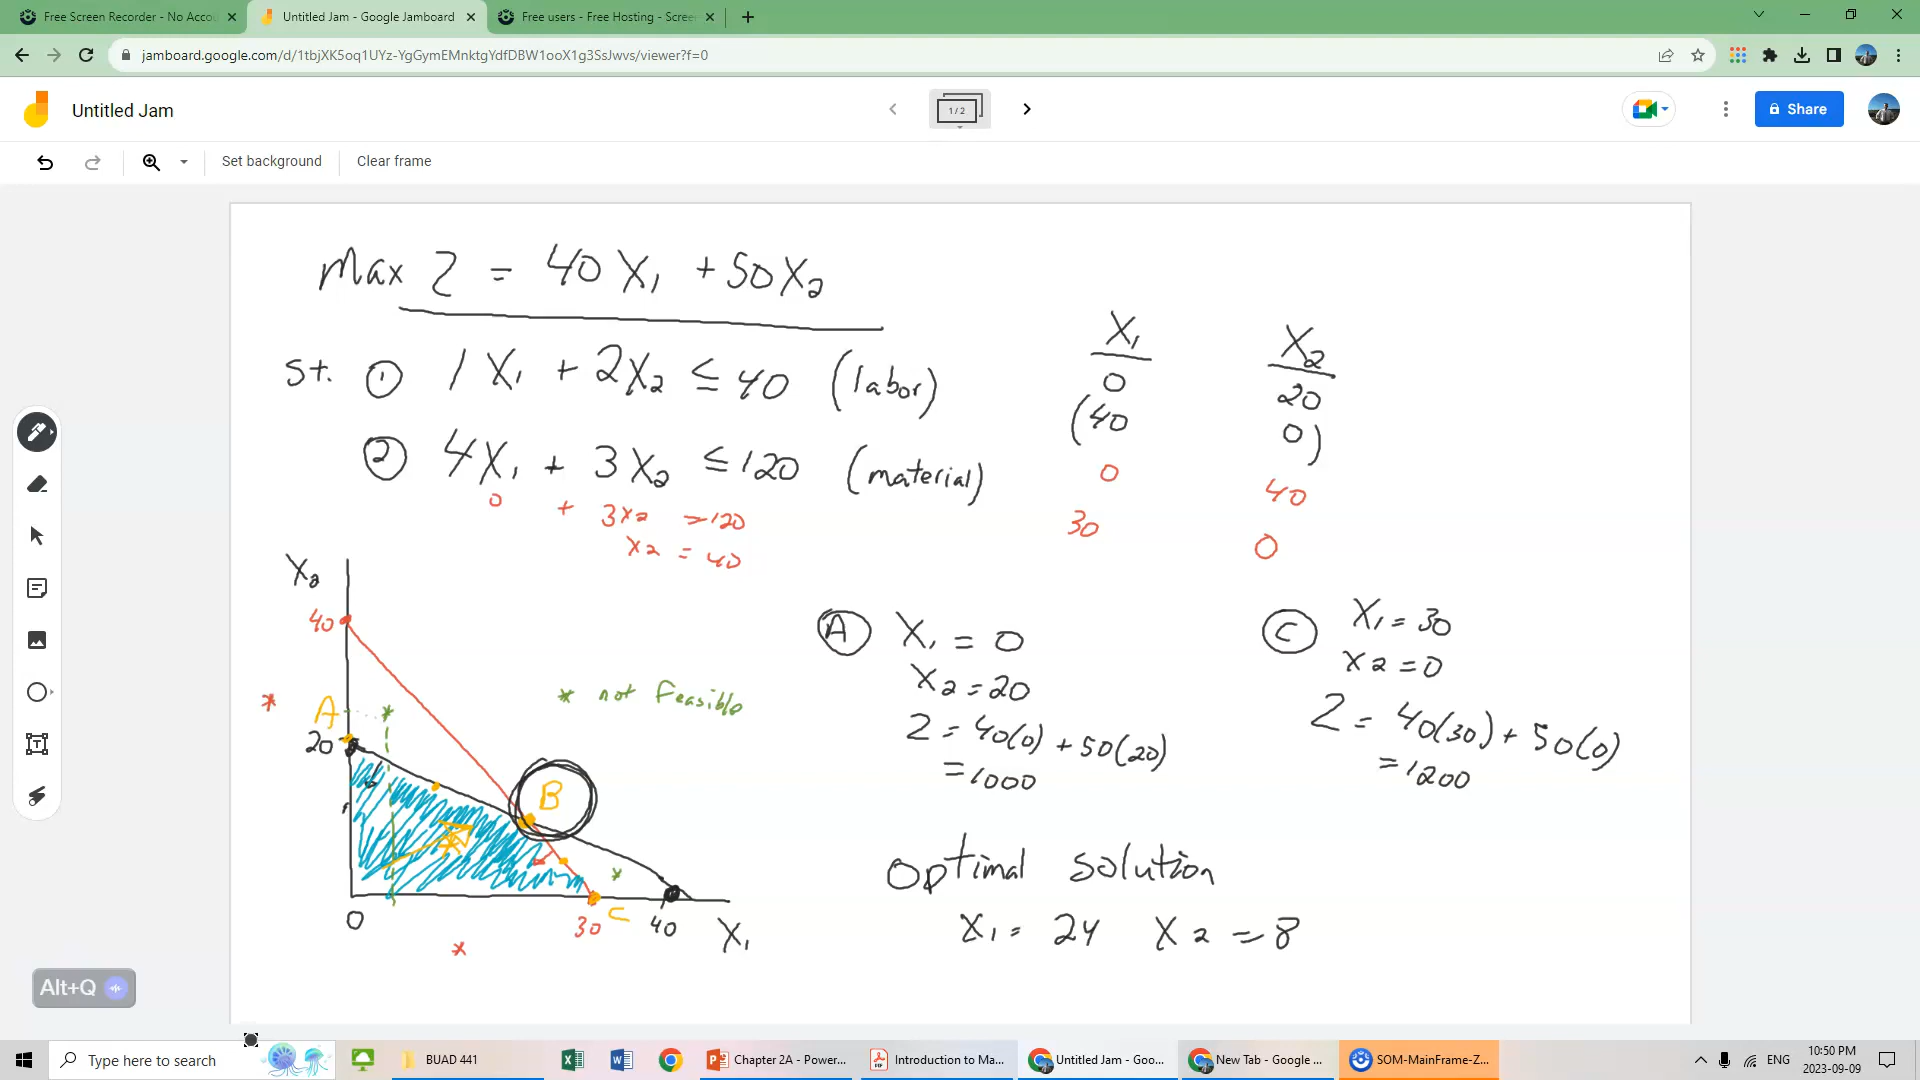 Free Screen Recorder - No Accou
Untitled Jam - Google Jamboard
Free users - Free Hosting - Scree
jamboard.google.com/d/1tbjXK5oq1UYz-YgGymEMnktgYdfDBW1ooX1g3SsJwvs/viewer?f=0
Untitled Jam
1 / 2
Share
Set background
Clear frame
Max Z = 40X₁ + 50X₂
St. ① 1X₁ + 2X₂ ≤ 40 (labor)
② 4X₁ + 3X₂ ≤ 120 (material)
0 + 3x₂ = 120
x₂ = 40
X₁ X₂
0 20
(40 0)
0 40
30 0
X₂
40
A
20
B
* not feasible
0
30
C
40
X₁
Ⓐ X₁ = 0
X₂ = 20
Z = 40(0) + 50(20)
= 1000
Ⓒ X₁ = 30
X₂ = 0
Z = 40(30) + 50(0)
= 1200
Optimal solution
X₁ = 24 X₂ = 8
Alt+Q
Type here to search
BUAD 441
Chapter 2A - Power...
Introduction to Ma...
Untitled Jam - Goo...
New Tab - Google ...
SOM-MainFrame-Z...
ENG
10:50 PM
2023-09-09